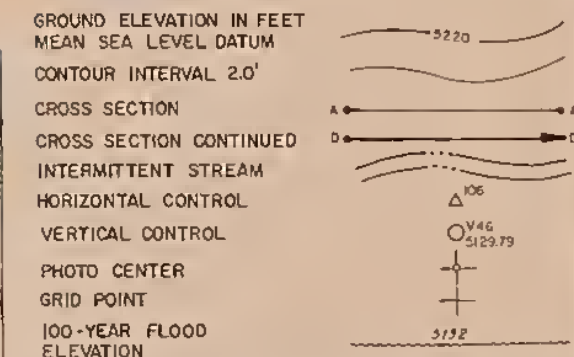 GROUND ELEVATION IN FEET
MEAN SEA LEVEL DATUM 5220
CONTOUR INTERVAL 2.0'
CROSS SECTION A
CROSS SECTION CONTINUED D
INTERMITTENT STREAM
HORIZONTAL CONTROL 106
VERTICAL CONTROL V46
5129.79
PHOTO CENTER
GRID POINT
100-YEAR FLOOD 5132
ELEVATION